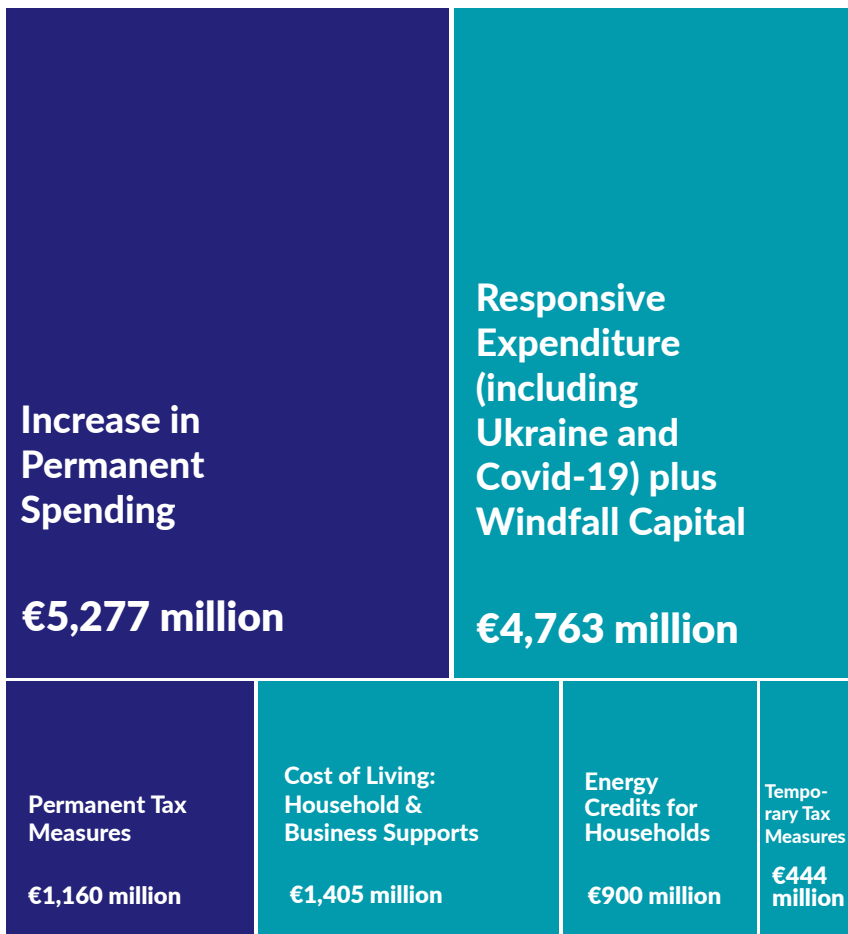 Increase in
Permanent
Spending
€5,277 million
Responsive
Expenditure
(including
Ukraine and
Covid-19) plus
Windfall Capital
€4,763 million
Permanent Tax
Measures
€1,160 million
Cost of Living:
Household &
Business Supports
€1,405 million
Energy
Credits for
Households
€900 million
Tempo-
rary Tax
Measures
€444
million